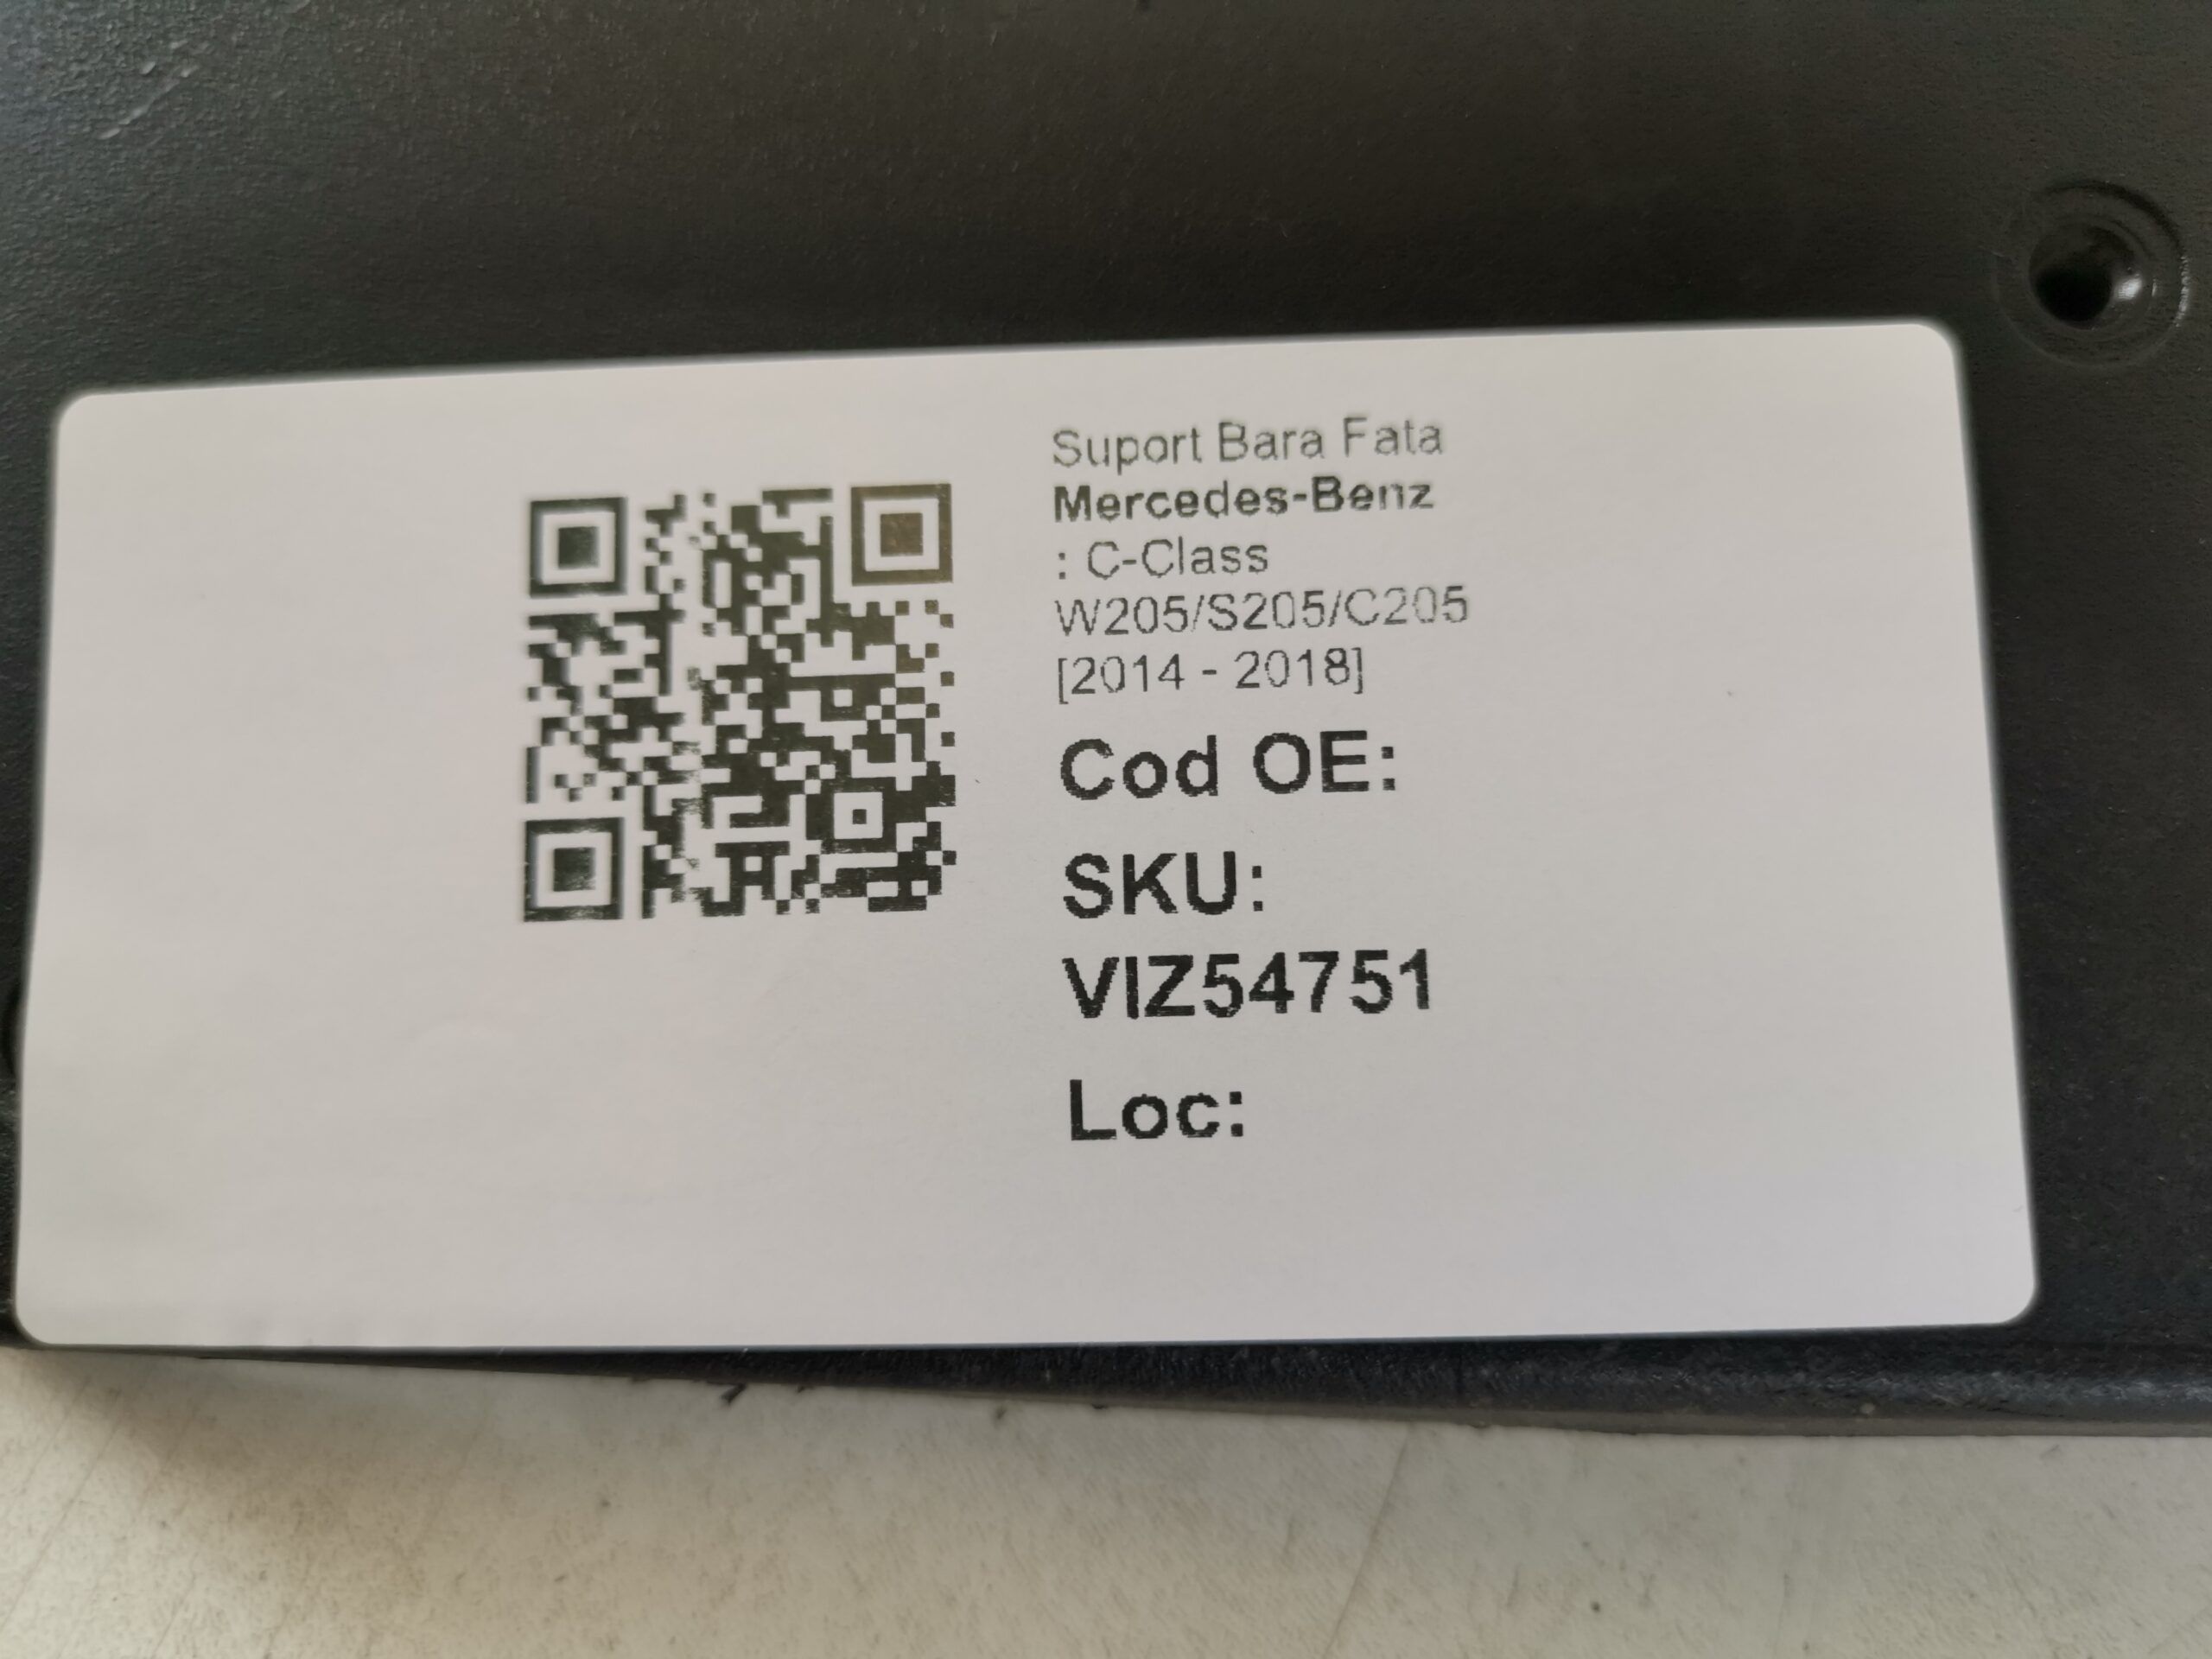 Suport Bara Fata
Mercedes-Benz
: C-Class
W205/S205/C205
[2014 - 2018]
Cod OE:
SKU:
VIZ54751
Loc: